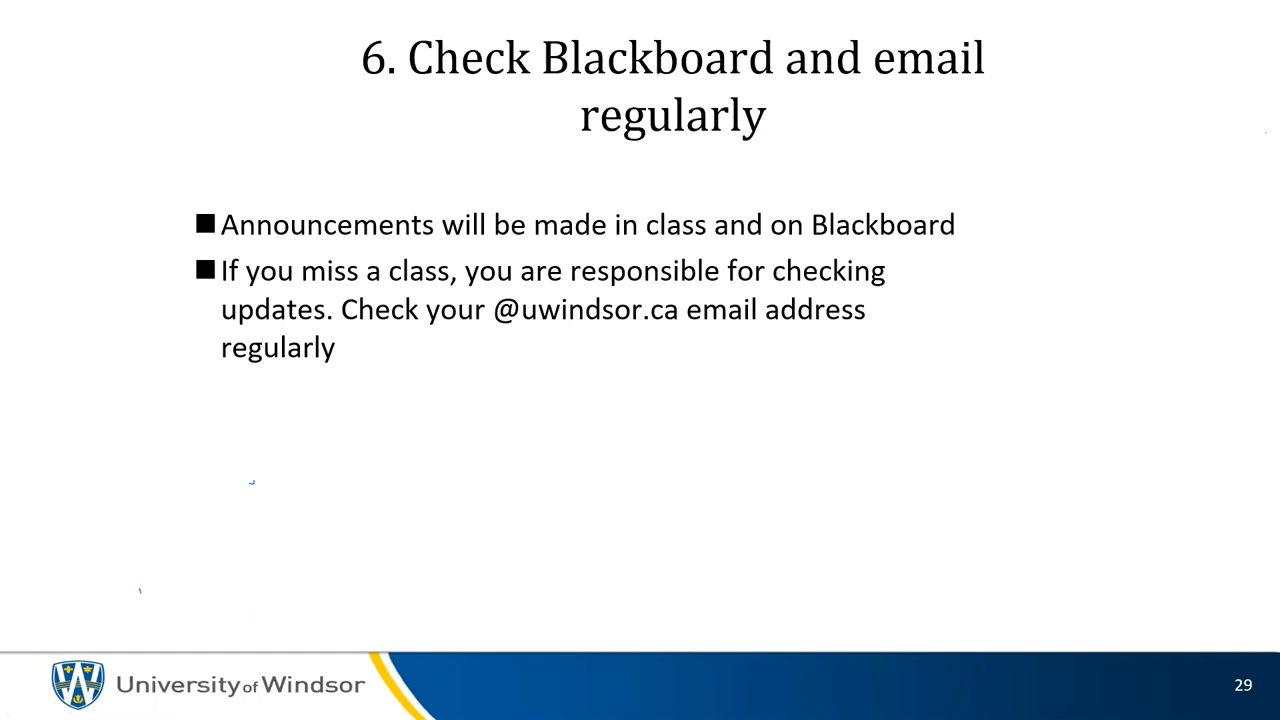 6. Check Blackboard and email
regularly
Announcements will be made in class and on Blackboard
If you miss a class, you are responsible for checking
updates. Check your @uwindsor.ca email address
regularly
University of Windsor
29